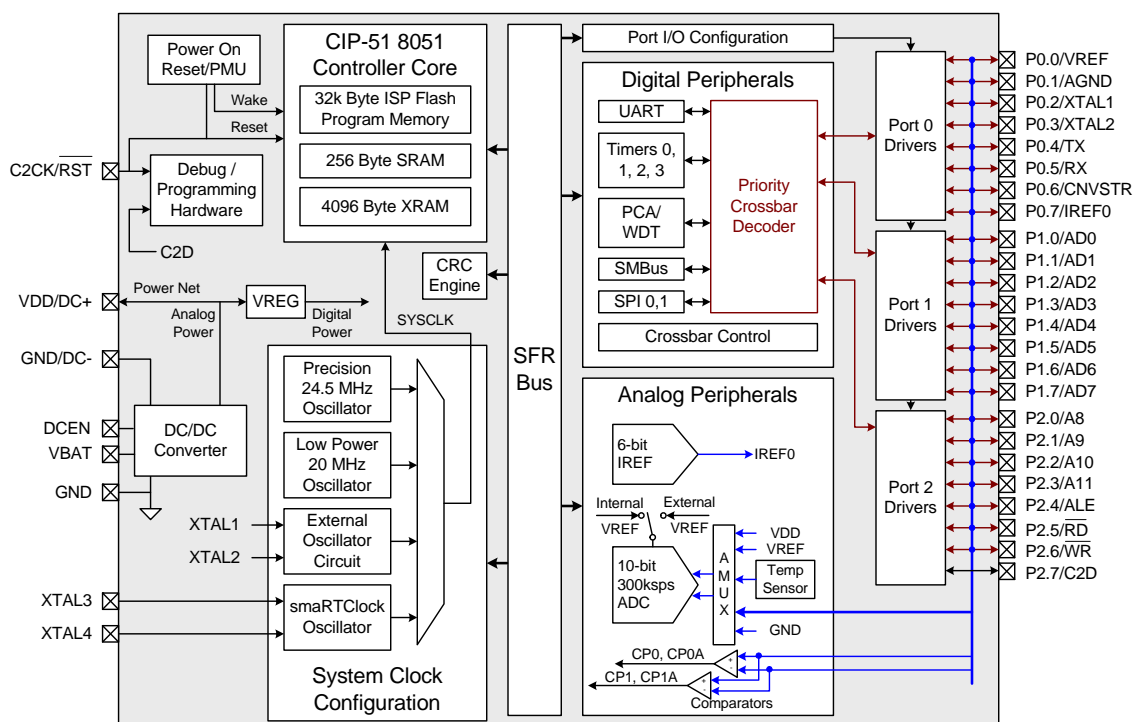 Power On
Reset/PMU
Wake
Reset
C2CK/RST
Debug /
Programming
Hardware
C2D
VDD/DC+
Power Net
VREG
Analog
Power
Digital
Power
GND/DC-
DCEN
VBAT
GND
DC/DC
Converter
XTAL1
XTAL2
XTAL3
XTAL4
CIP-51 8051
Controller Core
32k Byte ISP Flash
Program Memory
256 Byte SRAM
4096 Byte XRAM
CRC
Engine
SYSCLK
Precision
24.5 MHz
Oscillator
Low Power
20 MHz
Oscillator
External
Oscillator
Circuit
smaRTClock
Oscillator
System Clock
Configuration
SFR
Bus
Port I/O Configuration
Digital Peripherals
UART
Timers 0,
1, 2, 3
PCA/
WDT
SMBus
SPI 0,1
Priority
Crossbar
Decoder
Crossbar Control
Analog Peripherals
6-bit
IREF
IREF0
Internal
VREF
External
VREF
10-bit
300ksps
ADC
A
M
U
X
VDD
VREF
Temp
Sensor
GND
CP0, CP0A
+
-
CP1, CP1A
+
-
Comparators
Port 0
Drivers
Port 1
Drivers
Port 2
Drivers
P0.0/VREF
P0.1/AGND
P0.2/XTAL1
P0.3/XTAL2
P0.4/TX
P0.5/RX
P0.6/CNVSTR
P0.7/IREF0
P1.0/AD0
P1.1/AD1
P1.2/AD2
P1.3/AD3
P1.4/AD4
P1.5/AD5
P1.6/AD6
P1.7/AD7
P2.0/A8
P2.1/A9
P2.2/A10
P2.3/A11
P2.4/ALE
P2.5/RD
P2.6/WR
P2.7/C2D